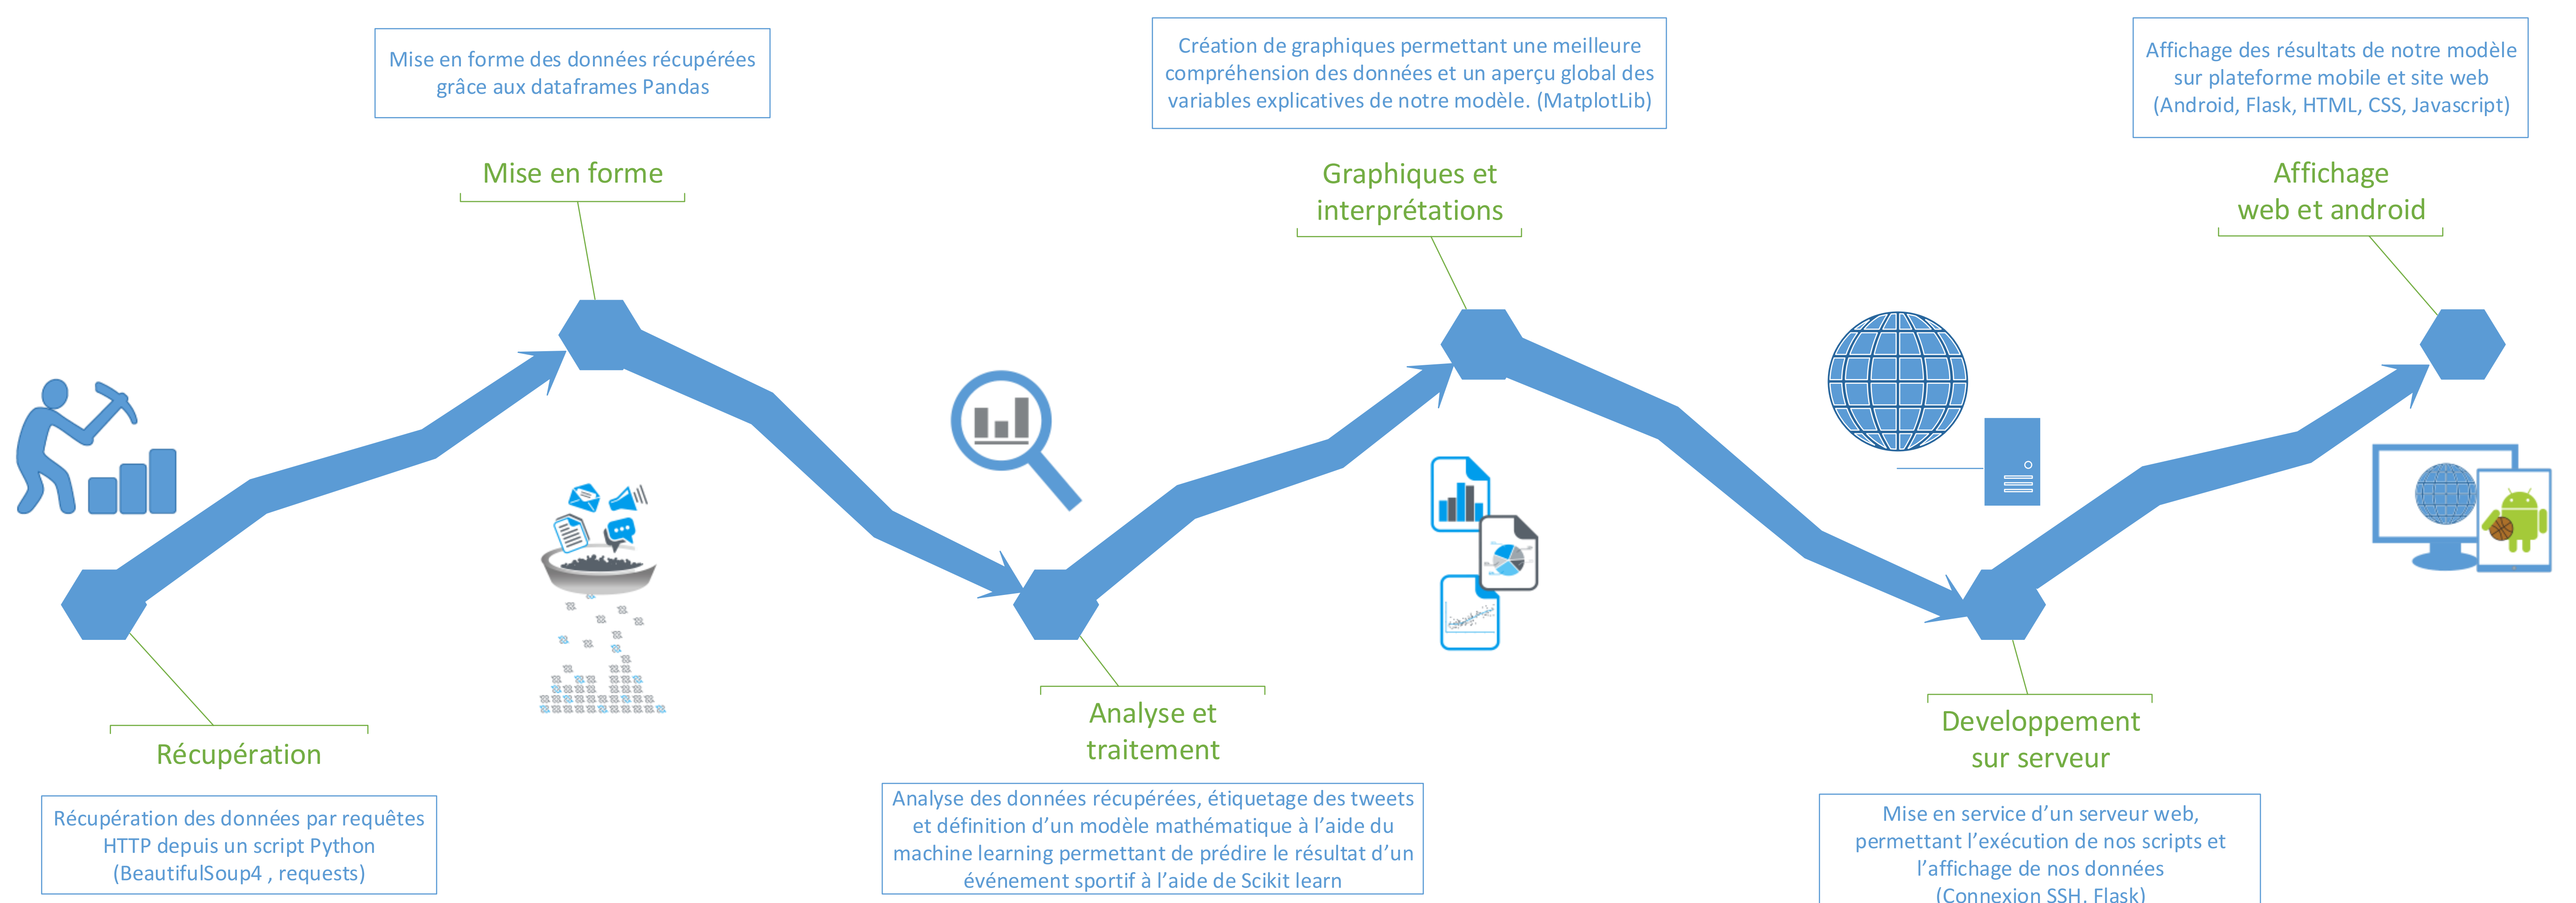 Mise en forme des données récupérées
grâce aux dataframes Pandas
Mise en forme
Création de graphiques permettant une meilleure
compréhension des données et un aperçu global des
variables explicatives de notre modèle. (MatplotLib)
Graphiques et
interprétations
Affichage des résultats de notre modèle
sur plateforme mobile et site web
(Android, Flask, HTML, CSS, Javascript)
Affichage
web et android
Récupération
Récupération des données par requêtes
HTTP depuis un script Python
(BeautifulSoup4 , requests)
Analyse et
traitement
Analyse des données récupérées, étiquetage des tweets
et définition d’un modèle mathématique à l’aide du
machine learning permettant de prédire le résultat d’un
événement sportif à l’aide de Scikit learn
Developpement
sur serveur
Mise en service d’un serveur web,
permettant l’exécution de nos scripts et
l’affichage de nos données
(Connexion SSH, Flask)